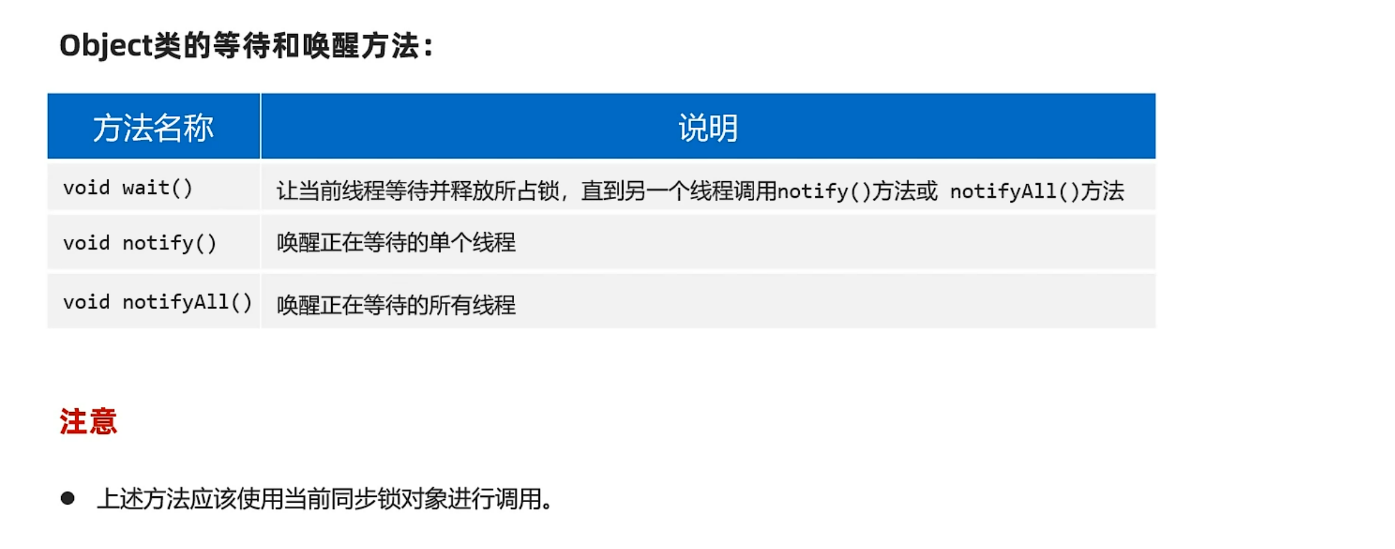 Object类的等待和唤醒方法：
方法名称 说明
void wait() 让当前线程等待并释放所占锁，直到另一个线程调用notify()方法或 notifyAll()方法
void notify() 唤醒正在等待的单个线程
void notifyAll() 唤醒正在等待的所有线程
注意
● 上述方法应该使用当前同步锁对象进行调用。